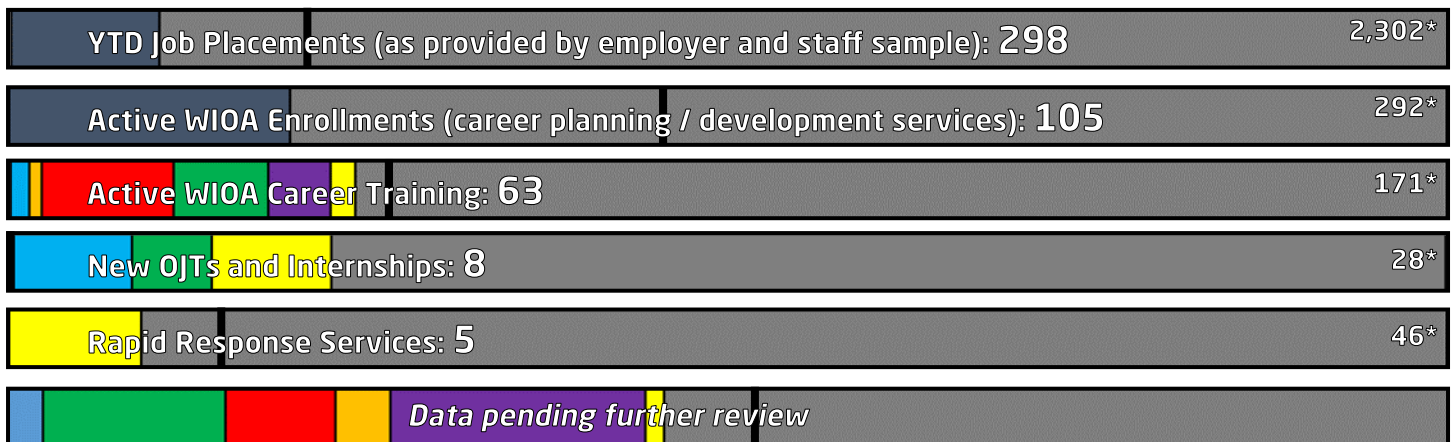 YTD Job Placements (as provided by employer and staff sample): 298 2,302*
Active WIOA Enrollments (career planning / development services): 105 292*
Active WIOA Career Training: 63 171*
New OJTs and Internships: 8 28*
Rapid Response Services: 5 46*
Data pending further review